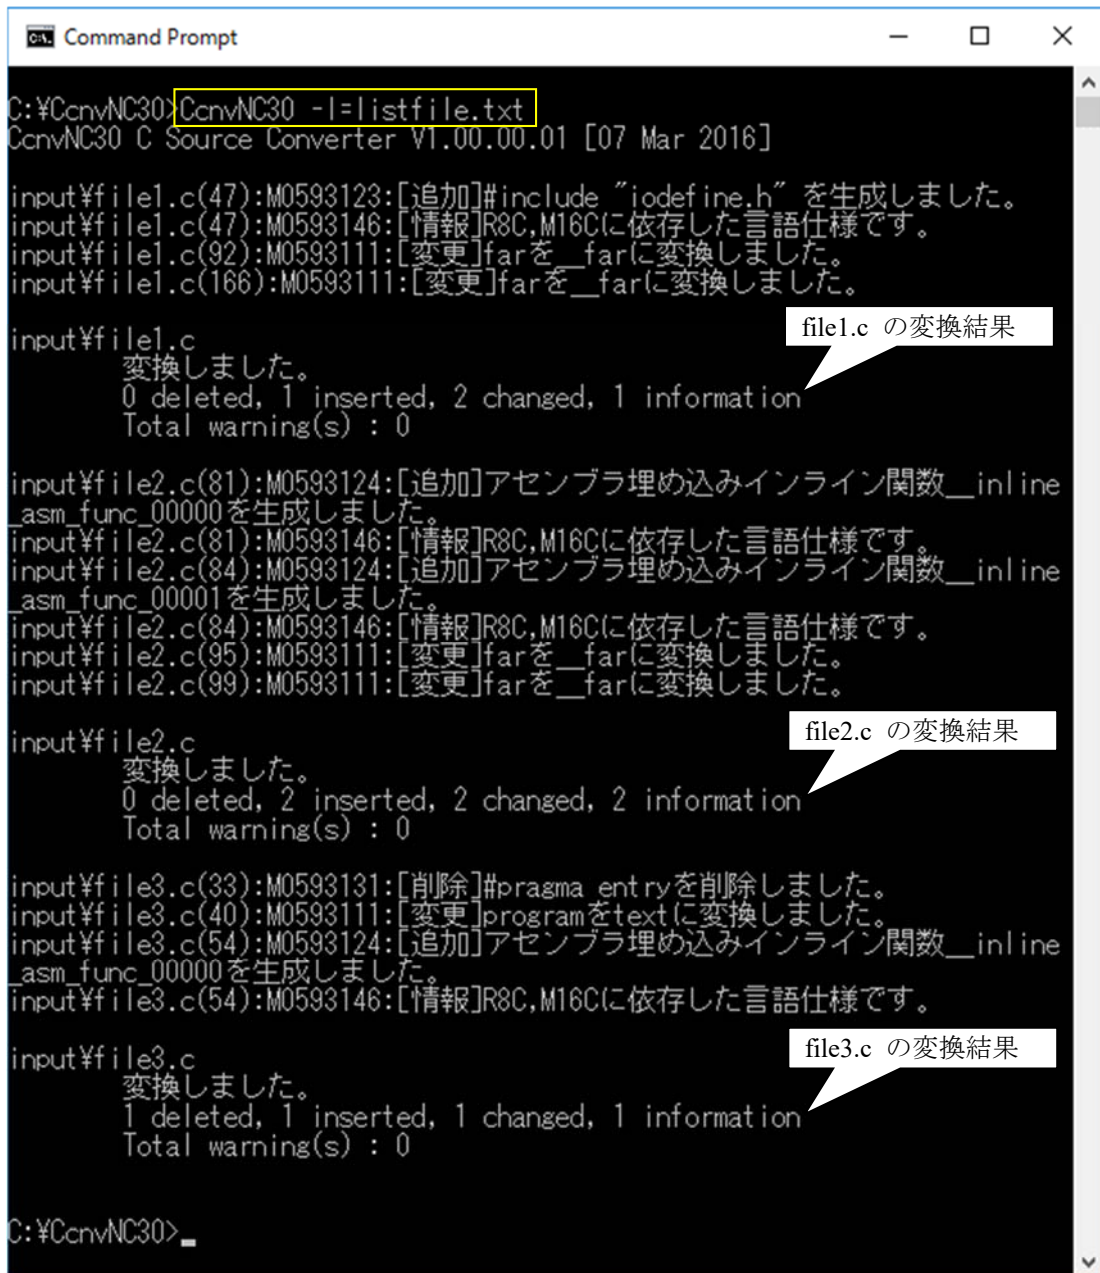 Command Prompt
C:¥CcnvNC30>CcnvNC30 -l=listfile.txt
CcnvNC30 C Source Converter V1.00.00.01 [07 Mar 2016]
input¥file1.c(47):M0593123:[追加]#include "iodefine.h" を生成しました。
input¥file1.c(47):M0593146:[情報]R8C,M16Cに依存した言語仕様です。
input¥file1.c(92):M0593111:[変更]farを__farに変換しました。
input¥file1.c(166):M0593111:[変更]farを__farに変換しました。
file1.c の変換結果
input¥file1.c
変換しました。
0 deleted, 1 inserted, 2 changed, 1 information
Total warning(s) : 0
input¥file2.c(81):M0593124:[追加]アセンブラ埋め込みインライン関数__inline
_asm_func_00000を生成しました。
input¥file2.c(81):M0593146:[情報]R8C,M16Cに依存した言語仕様です。
input¥file2.c(84):M0593124:[追加]アセンブラ埋め込みインライン関数__inline
_asm_func_00001を生成しました。
input¥file2.c(84):M0593146:[情報]R8C,M16Cに依存した言語仕様です。
input¥file2.c(95):M0593111:[変更]farを__farに変換しました。
input¥file2.c(99):M0593111:[変更]farを__farに変換しました。
file2.c の変換結果
input¥file2.c
変換しました。
0 deleted, 2 inserted, 2 changed, 2 information
Total warning(s) : 0
input¥file3.c(33):M0593131:[削除]#pragma entryを削除しました。
input¥file3.c(40):M0593111:[変更]programをtextに変換しました。
input¥file3.c(54):M0593124:[追加]アセンブラ埋め込みインライン関数__inline
_asm_func_00000を生成しました。
input¥file3.c(54):M0593146:[情報]R8C,M16Cに依存した言語仕様です。
file3.c の変換結果
input¥file3.c
変換しました。
1 deleted, 1 inserted, 1 changed, 1 information
Total warning(s) : 0
C:¥CcnvNC30>_